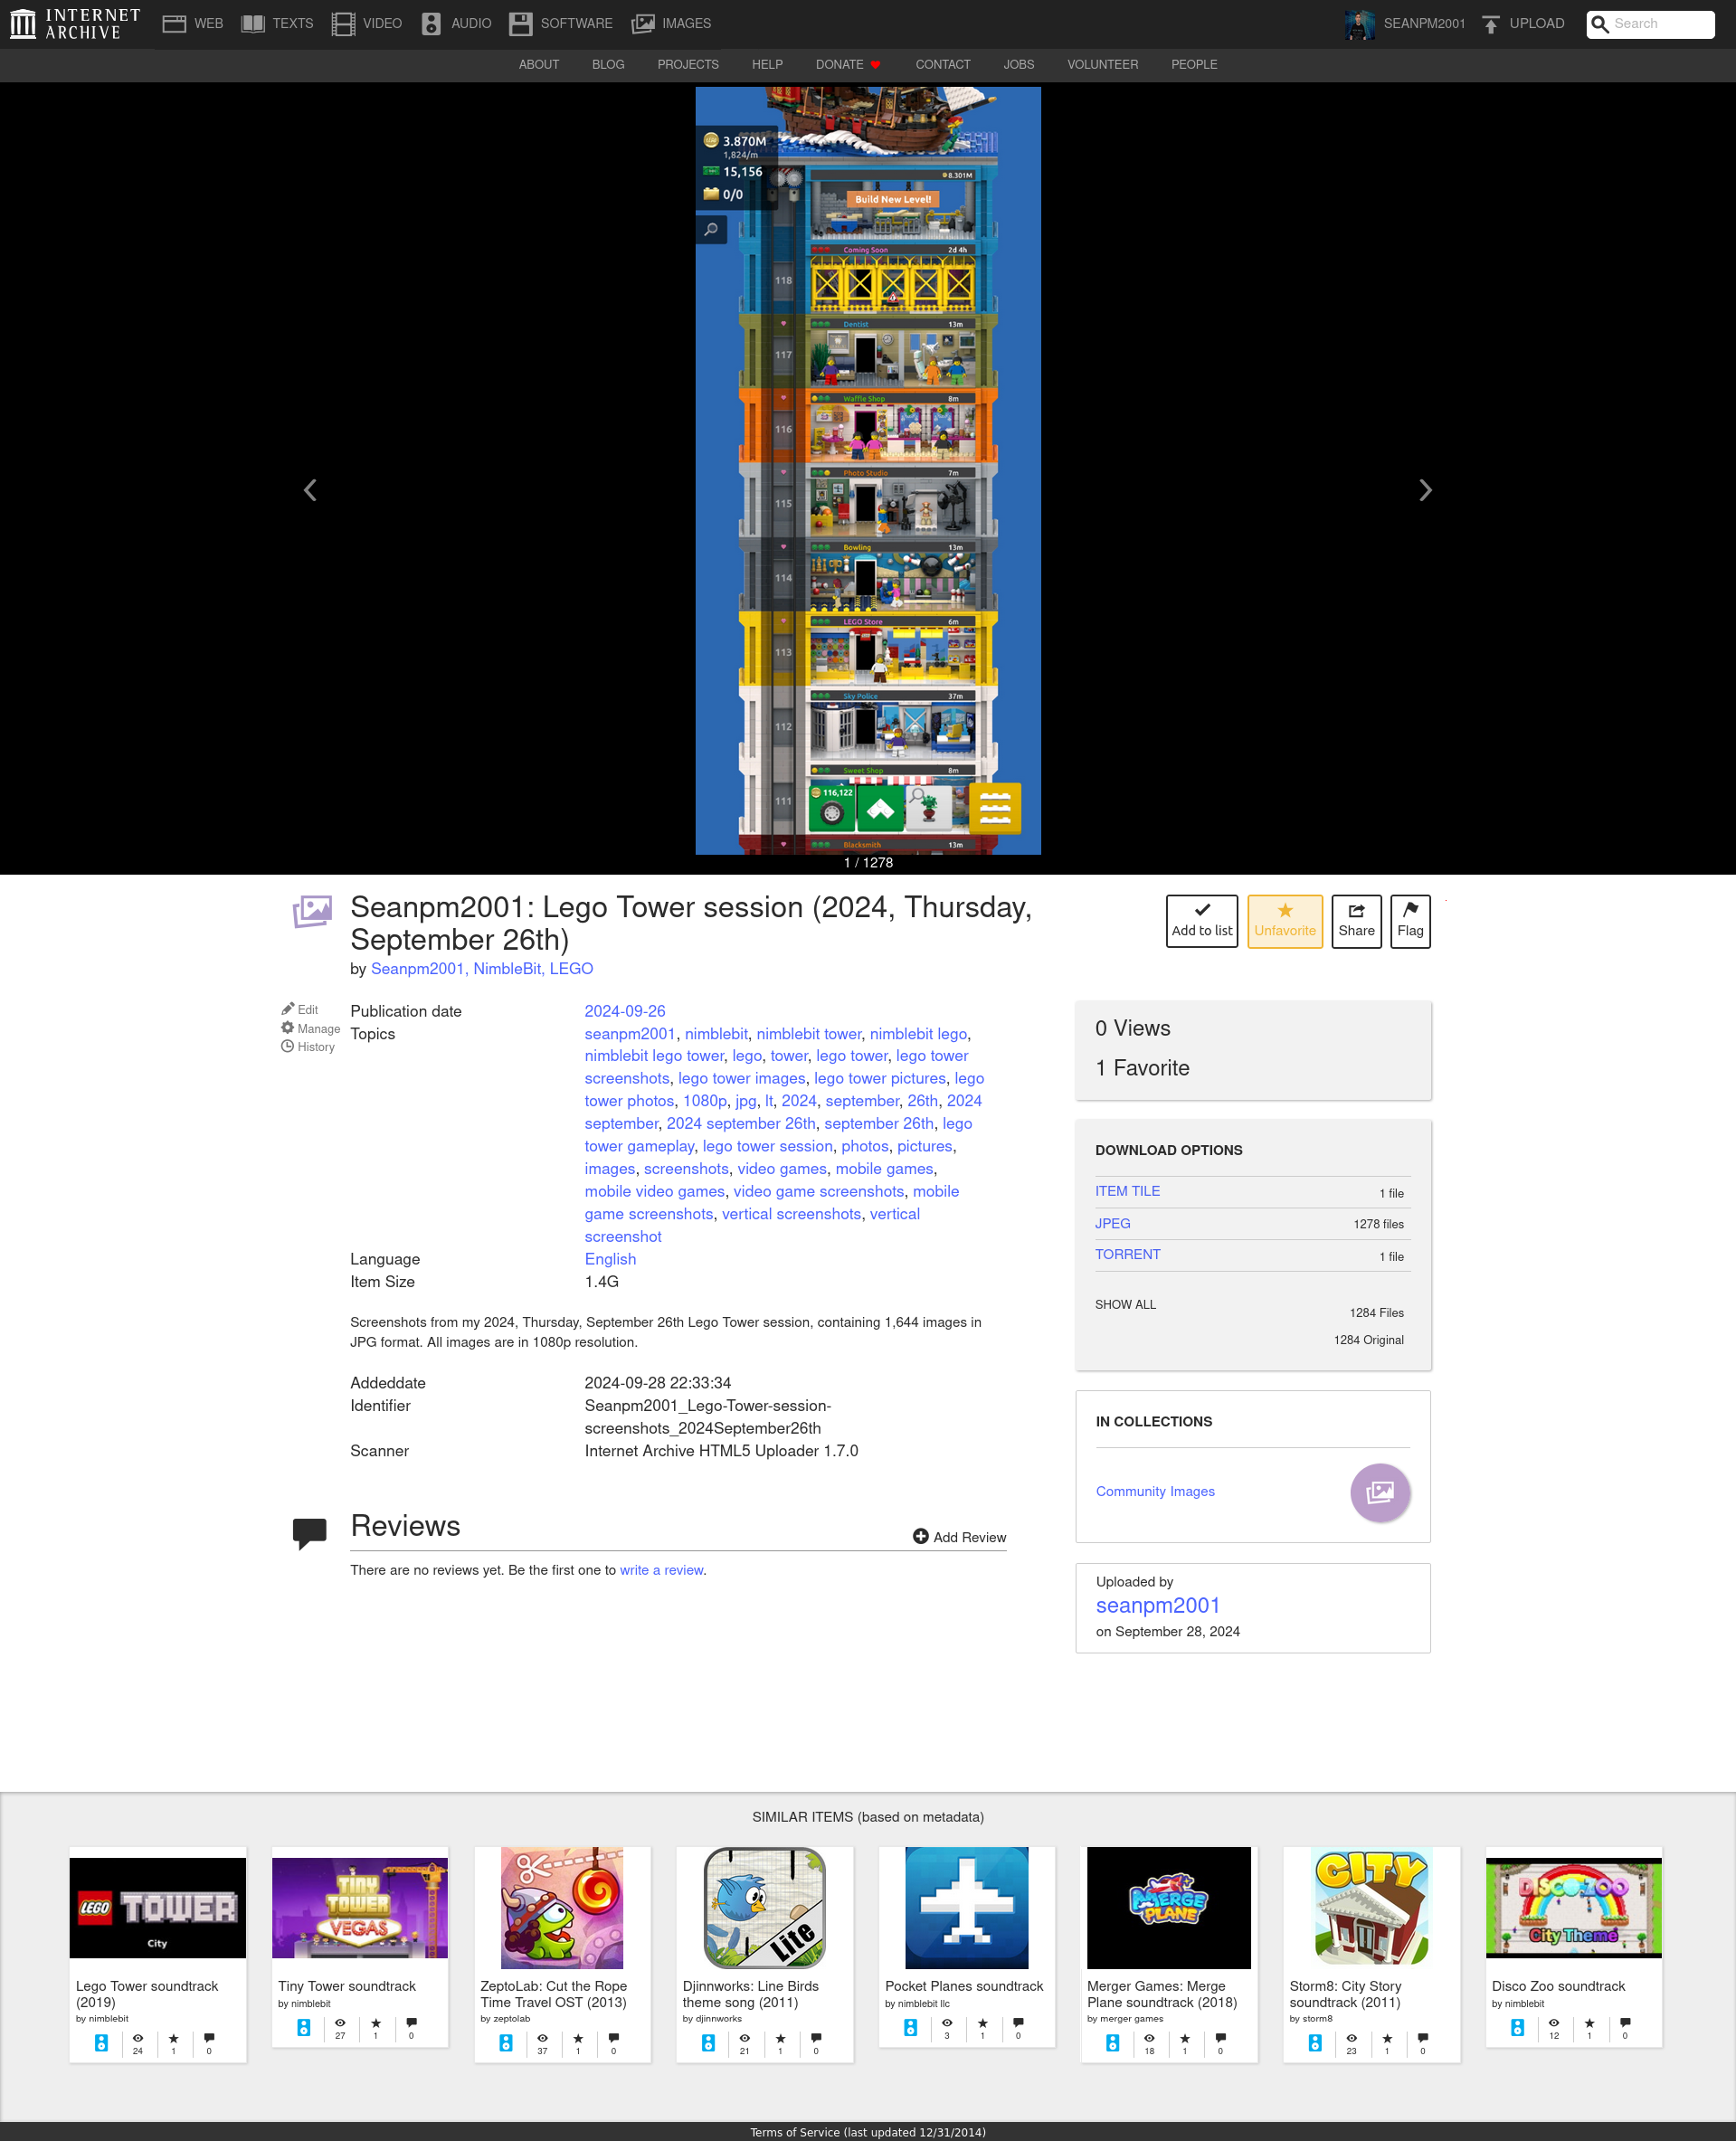 INTERNET
ARCHIVE
WEB
TEXTS
VIDEO
AUDIO
SOFTWARE
IMAGES
SEANPM2001
UPLOAD
Search
ABOUT
BLOG
PROJECTS
HELP
DONATE
CONTACT
JOBS
VOLUNTEER
PEOPLE
3.870M
1,824/m
15,156
0/0
8.301M
Build New Level!
Coming Soon
2d 4h
118
Dentist
13m
117
Waffle Shop
8m
116
Photo Studio
7m
115
Bowling
13m
114
LEGO Store
6m
113
Sky Police
37m
112
Sweet Shop
8m
111
116,122
Blacksmith
13m
1 / 1278
Seanpm2001: Lego Tower session (2024, Thursday,
September 26th)
by Seanpm2001, NimbleBit, LEGO
Add to list
Unfavorite
Share
Flag
Edit
Manage
History
Publication date
2024-09-26
Topics
seanpm2001, nimblebit, nimblebit tower, nimblebit lego,
nimblebit lego tower, lego, tower, lego tower, lego tower
screenshots, lego tower images, lego tower pictures, lego
tower photos, 1080p, jpg, lt, 2024, september, 26th, 2024
september, 2024 september 26th, september 26th, lego
tower gameplay, lego tower session, photos, pictures,
images, screenshots, video games, mobile games,
mobile video games, video game screenshots, mobile
game screenshots, vertical screenshots, vertical
screenshot
Language
English
Item Size
1.4G
Screenshots from my 2024, Thursday, September 26th Lego Tower session, containing 1,644 images in
JPG format. All images are in 1080p resolution.
Addeddate
2024-09-28 22:33:34
Identifier
Seanpm2001_Lego-Tower-session-
screenshots_2024September26th
Scanner
Internet Archive HTML5 Uploader 1.7.0
Reviews
Add Review
There are no reviews yet. Be the first one to write a review.
0 Views
1 Favorite
DOWNLOAD OPTIONS
ITEM TILE
1 file
JPEG
1278 files
TORRENT
1 file
SHOW ALL
1284 Files
1284 Original
IN COLLECTIONS
Community Images
Uploaded by
seanpm2001
on September 28, 2024
SIMILAR ITEMS (based on metadata)
LEGO TOWER
City
Lego Tower soundtrack
(2019)
by nimblebit
24
1
0
TINY
TOWER
VEGAS
Tiny Tower soundtrack
by nimblebit
27
1
0
ZeptoLab: Cut the Rope
Time Travel OST (2013)
by zeptolab
37
1
0
Lite
Djinnworks: Line Birds
theme song (2011)
by djinnworks
21
1
0
Pocket Planes soundtrack
by nimblebit llc
3
1
0
MERGE
PLANE
Merger Games: Merge
Plane soundtrack (2018)
by merger games
18
1
0
CITY
Storm8: City Story
soundtrack (2011)
by storm8
23
1
0
DISCO ZOO
City Theme
Disco Zoo soundtrack
by nimblebit
12
1
0
Terms of Service (last updated 12/31/2014)